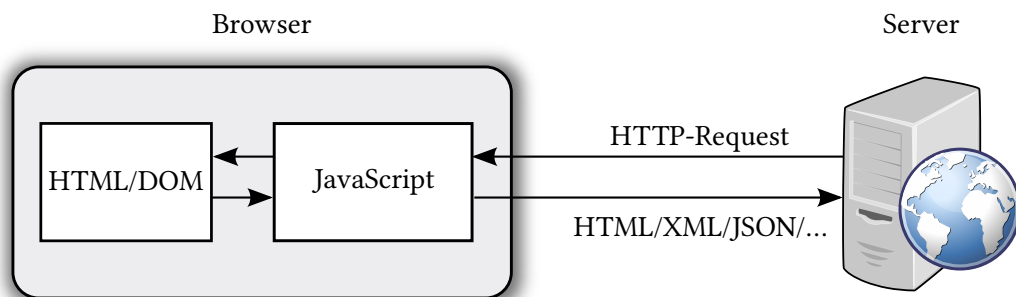 Browser
Server
HTML/DOM
JavaScript
HTTP-Request
HTML/XML/JSON/...